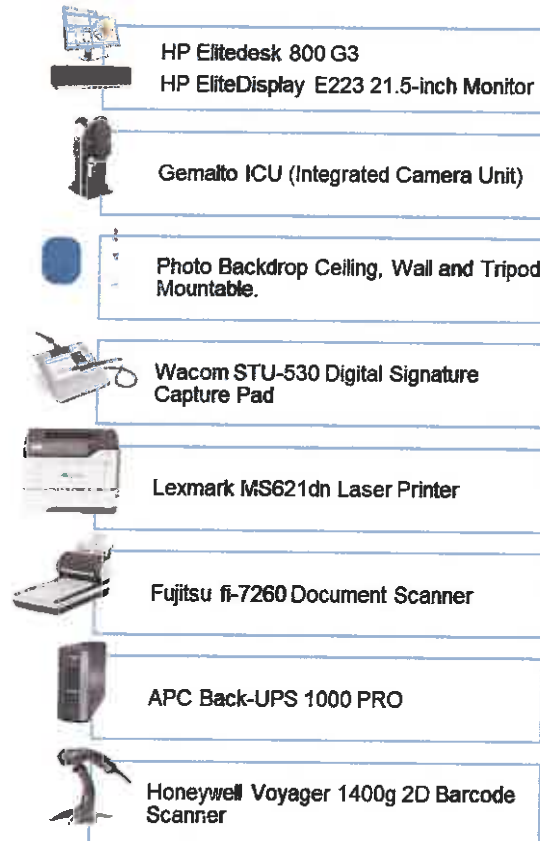 HP Elitedesk 800 G3
HP EliteDisplay E223 21.5-inch Monitor
Gemalto ICU (Integrated Camera Unit)
Photo Backdrop Ceiling, Wall and Tripod
Mountable.
Wacom STU-530 Digital Signature
Capture Pad
Lexmark MS621dn Laser Printer
Fujitsu fi-7260 Document Scanner
APC Back-UPS 1000 PRO
Honeywell Voyager 1400g 2D Barcode
Scanner